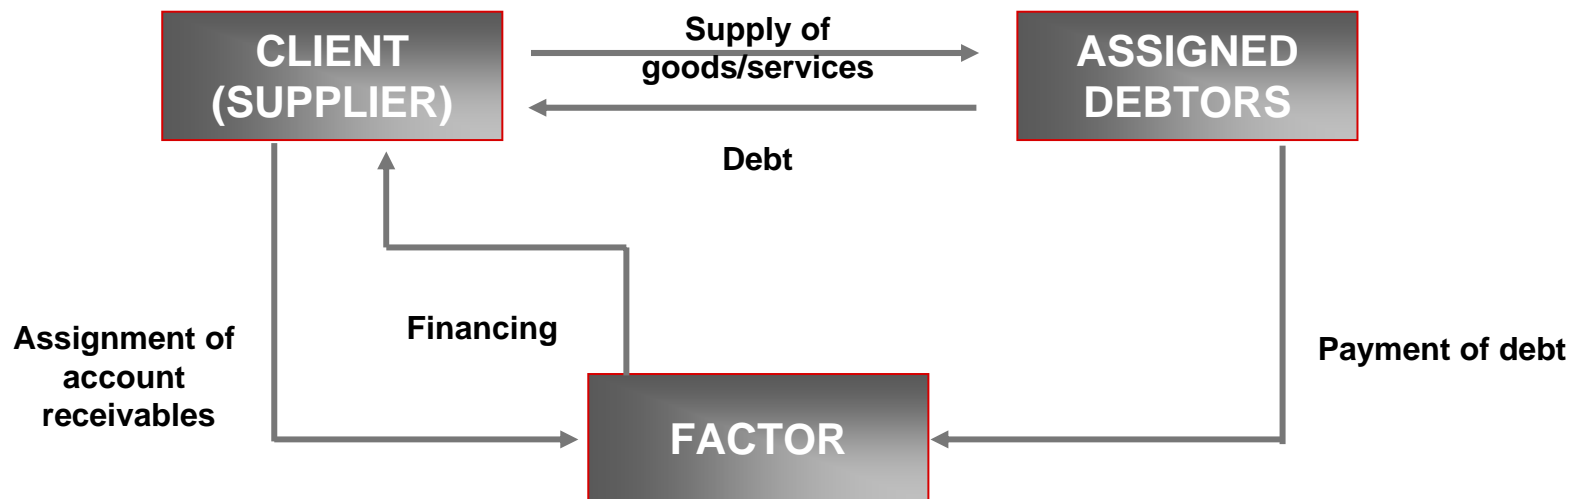 CLIENT
(SUPPLIER)
Supply of
goods/services
ASSIGNED
DEBTORS
Debt
Assignment of
account
receivables
Financing
Payment of debt
FACTOR